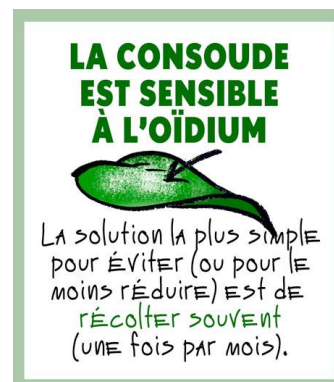 LA CONSOUDE
EST SENSIBLE
À L'OÏDIUM
LA solution lA plus simplE
pour Éviter (ou pour lE
moins rÉduire) Est dE
rÉcolter souvEnt
(unE fois pAr mois).